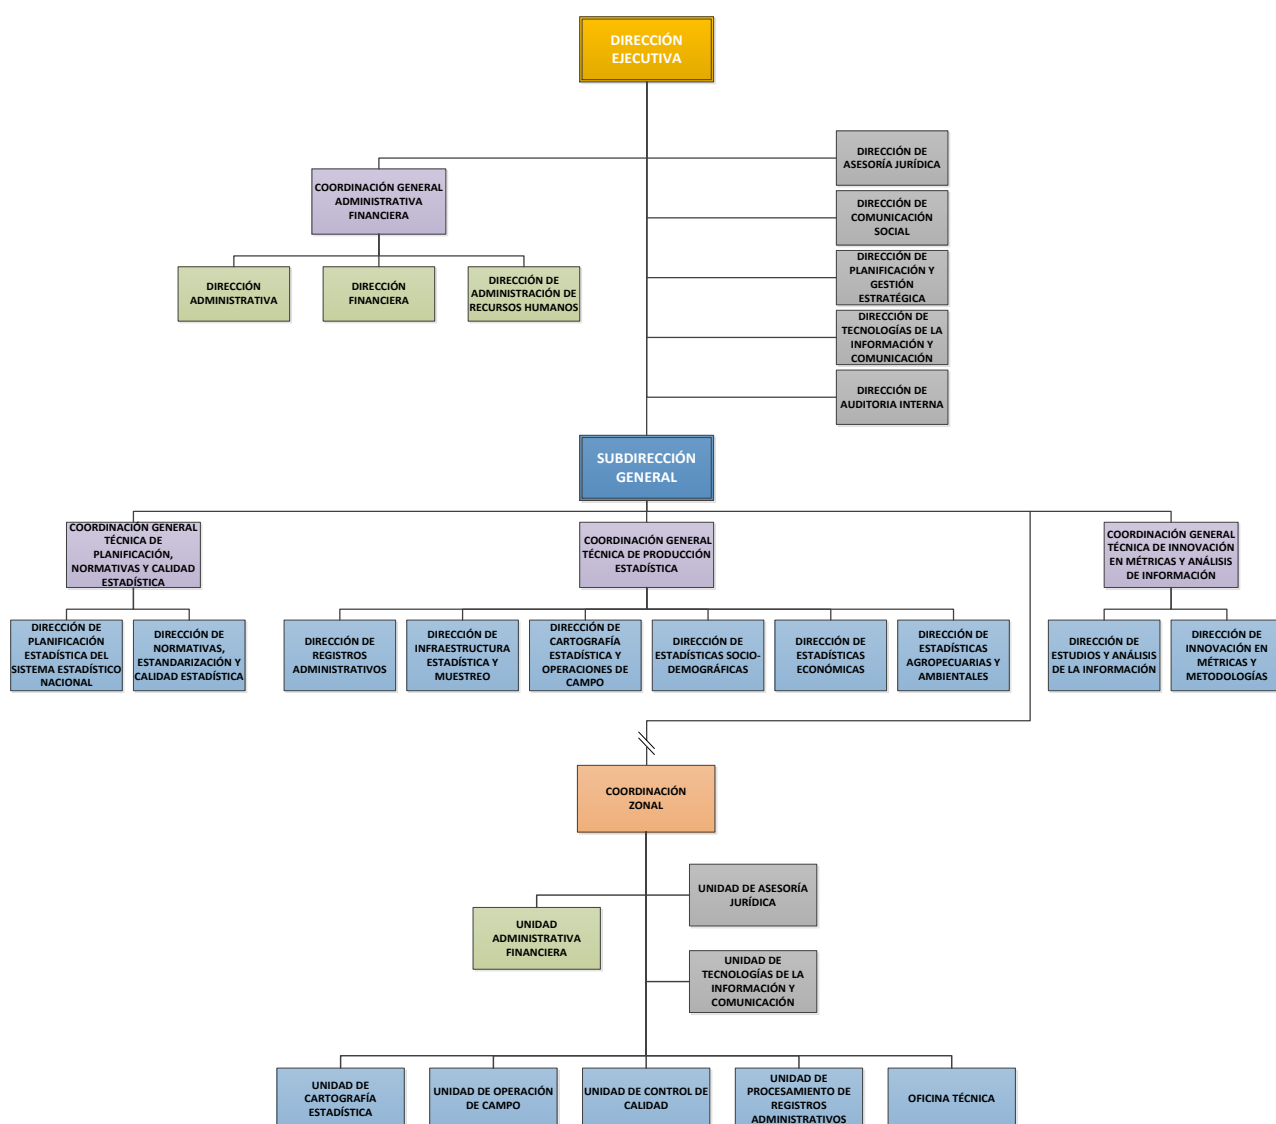 DIRECCIÓN
EJECUTIVA
DIRECCIÓN DE
ASESORÍA JURÍDICA
COORDINACIÓN GENERAL
ADMINISTRATIVA
FINANCIERA
DIRECCIÓN DE
COMUNICACIÓN
SOCIAL
DIRECCIÓN
ADMINISTRATIVA
DIRECCIÓN
FINANCIERA
DIRECCIÓN DE
ADMINISTRACIÓN DE
RECURSOS HUMANOS
DIRECCIÓN DE
PLANIFICACIÓN Y
GESTIÓN
ESTRATÉGICA
DIRECCIÓN DE
TECNOLOGÍAS DE LA
INFORMACIÓN Y
COMUNICACIÓN
DIRECCIÓN DE
AUDITORIA INTERNA
SUBDIRECCIÓN
GENERAL
COORDINACIÓN GENERAL
TÉCNICA DE
PLANIFICACIÓN,
NORMATIVAS Y CALIDAD
ESTADÍSTICA
COORDINACIÓN GENERAL
TÉCNICA DE PRODUCCIÓN
ESTADÍSTICA
COORDINACIÓN GENERAL
TÉCNICA DE INNOVACIÓN
EN MÉTRICAS Y ANÁLISIS
DE INFORMACIÓN
DIRECCIÓN DE
PLANIFICACIÓN
ESTADÍSTICA DEL
SISTEMA ESTADÍSTICO
NACIONAL
DIRECCIÓN DE
NORMATIVAS,
ESTANDARIZACIÓN Y
CALIDAD ESTADÍSTICA
DIRECCIÓN DE
REGISTROS
ADMINISTRATIVOS
DIRECCIÓN DE
INFRAESTRUCTURA
ESTADÍSTICA Y
MUESTREO
DIRECCIÓN DE
CARTOGRAFÍA
ESTADÍSTICA Y
OPERACIONES DE
CAMPO
DIRECCIÓN DE
ESTADÍSTICAS SOCIO-
DEMOGRÁFICAS
DIRECCIÓN DE
ESTADÍSTICAS
ECONÓMICAS
DIRECCIÓN DE
ESTADÍSTICAS
AGROPECUARIAS Y
AMBIENTALES
DIRECCIÓN DE
ESTUDIOS Y ANÁLISIS
DE LA INFORMACIÓN
DIRECCIÓN DE
INNOVACIÓN EN
MÉTRICAS Y
METODOLOGÍAS
COORDINACIÓN
ZONAL
UNIDAD DE ASESORÍA
JURÍDICA
UNIDAD
ADMINISTRATIVA
FINANCIERA
UNIDAD DE
TECNOLOGÍAS DE LA
INFORMACIÓN Y
COMUNICACIÓN
UNIDAD DE
CARTOGRAFÍA
ESTADÍSTICA
UNIDAD DE OPERACIÓN
DE CAMPO
UNIDAD DE CONTROL DE
CALIDAD
UNIDAD DE
PROCESAMIENTO DE
REGISTROS
ADMINISTRATIVOS
OFICINA TÉCNICA